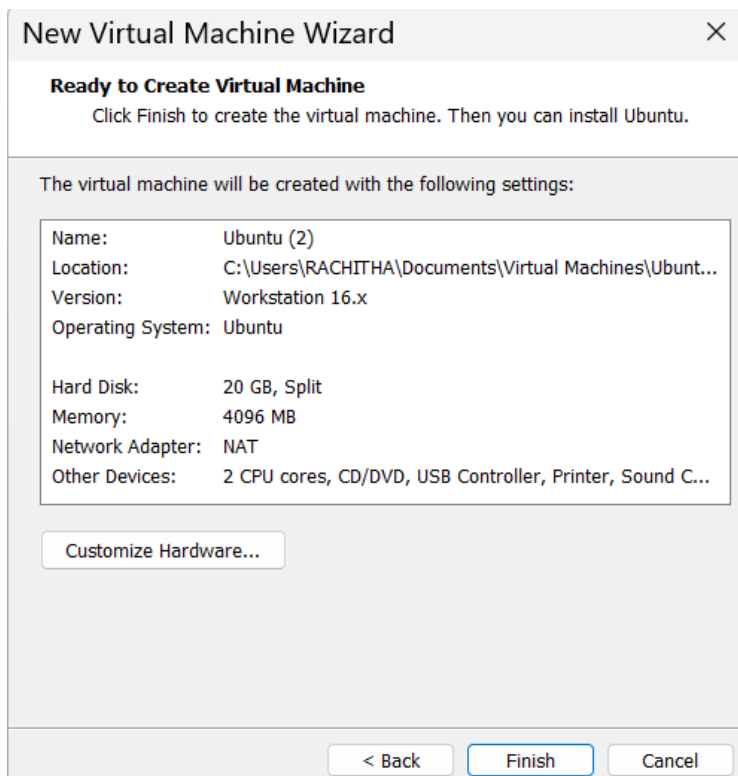 New Virtual Machine Wizard
Ready to Create Virtual Machine
Click Finish to create the virtual machine. Then you can install Ubuntu.
The virtual machine will be created with the following settings:
Name: Ubuntu (2)
Location: C:\Users\RACHITHA\Documents\Virtual Machines\Ubunt...
Version: Workstation 16.x
Operating System: Ubuntu
Hard Disk: 20 GB, Split
Memory: 4096 MB
Network Adapter: NAT
Other Devices: 2 CPU cores, CD/DVD, USB Controller, Printer, Sound C...
Customize Hardware...
< Back Finish Cancel